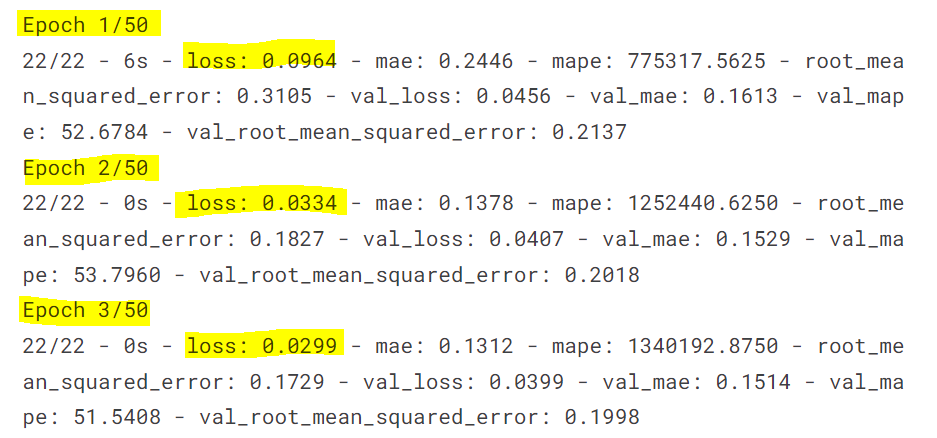 Epoch 1/50
22/22 - 6s - loss: 0.0964 - mae: 0.2446 - mape: 775317.5625 - root_mea
n_squared_error: 0.3105 - val_loss: 0.0456 - val_mae: 0.1613 - val_map
e: 52.6784 - val_root_mean_squared_error: 0.2137
Epoch 2/50
22/22 - 0s - loss: 0.0334 - mae: 0.1378 - mape: 1252440.6250 - root_me
an_squared_error: 0.1827 - val_loss: 0.0407 - val_mae: 0.1529 - val_ma
pe: 53.7960 - val_root_mean_squared_error: 0.2018
Epoch 3/50
22/22 - 0s - loss: 0.0299 - mae: 0.1312 - mape: 1340192.8750 - root_me
an_squared_error: 0.1729 - val_loss: 0.0399 - val_mae: 0.1514 - val_ma
pe: 51.5408 - val_root_mean_squared_error: 0.1998